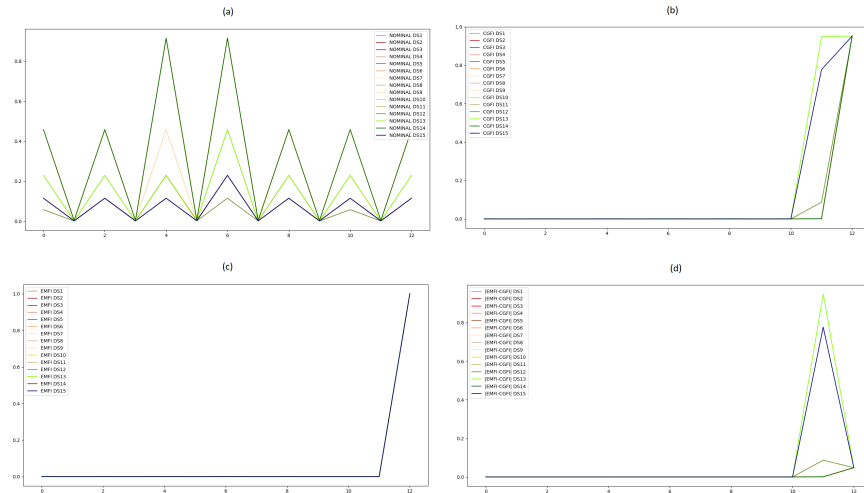 (a)
0.8
0.6
0.4
0.2
0.0
0 2 4 6 8 10 12
NOMINAL DS1
NOMINAL DS2
NOMINAL DS3
NOMINAL DS4
NOMINAL DS5
NOMINAL DS6
NOMINAL DS7
NOMINAL DS8
NOMINAL DS9
NOMINAL DS10
NOMINAL DS11
NOMINAL DS12
NOMINAL DS13
NOMINAL DS14
NOMINAL DS15
(b)
1.0
0.8
0.6
0.4
0.2
0.0
0 2 4 6 8 10 12
CGFI DS1
CGFI DS2
CGFI DS3
CGFI DS4
CGFI DS5
CGFI DS6
CGFI DS7
CGFI DS8
CGFI DS9
CGFI DS10
CGFI DS11
CGFI DS12
CGFI DS13
CGFI DS14
CGFI DS15
(c)
1.0
0.8
0.6
0.4
0.2
0.0
0 2 4 6 8 10 12
EMFI DS1
EMFI DS2
EMFI DS3
EMFI DS4
EMFI DS5
EMFI DS6
EMFI DS7
EMFI DS8
EMFI DS9
EMFI DS10
EMFI DS11
EMFI DS12
EMFI DS13
EMFI DS14
EMFI DS15
(d)
0.8
0.6
0.4
0.2
0.0
0 2 4 6 8 10 12
|EMFI-CGFI| DS1
|EMFI-CGFI| DS2
|EMFI-CGFI| DS3
|EMFI-CGFI| DS4
|EMFI-CGFI| DS5
|EMFI-CGFI| DS6
|EMFI-CGFI| DS7
|EMFI-CGFI| DS8
|EMFI-CGFI| DS9
|EMFI-CGFI| DS10
|EMFI-CGFI| DS11
|EMFI-CGFI| DS12
|EMFI-CGFI| DS13
|EMFI-CGFI| DS14
|EMFI-CGFI| DS15